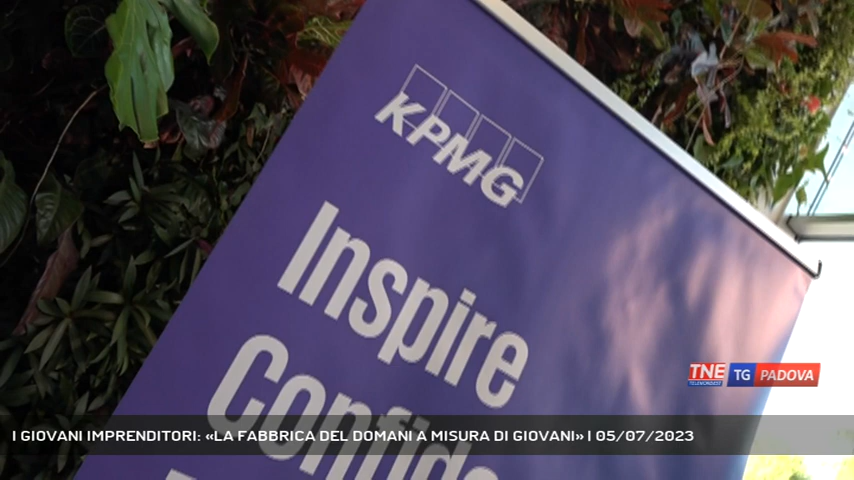 KPMG
Inspire
TNE
TELENORDEST
TG PADOVA
I GIOVANI IMPRENDITORI: «LA FABBRICA DEL DOMANI A MISURA DI GIOVANI» | 05/07/2023